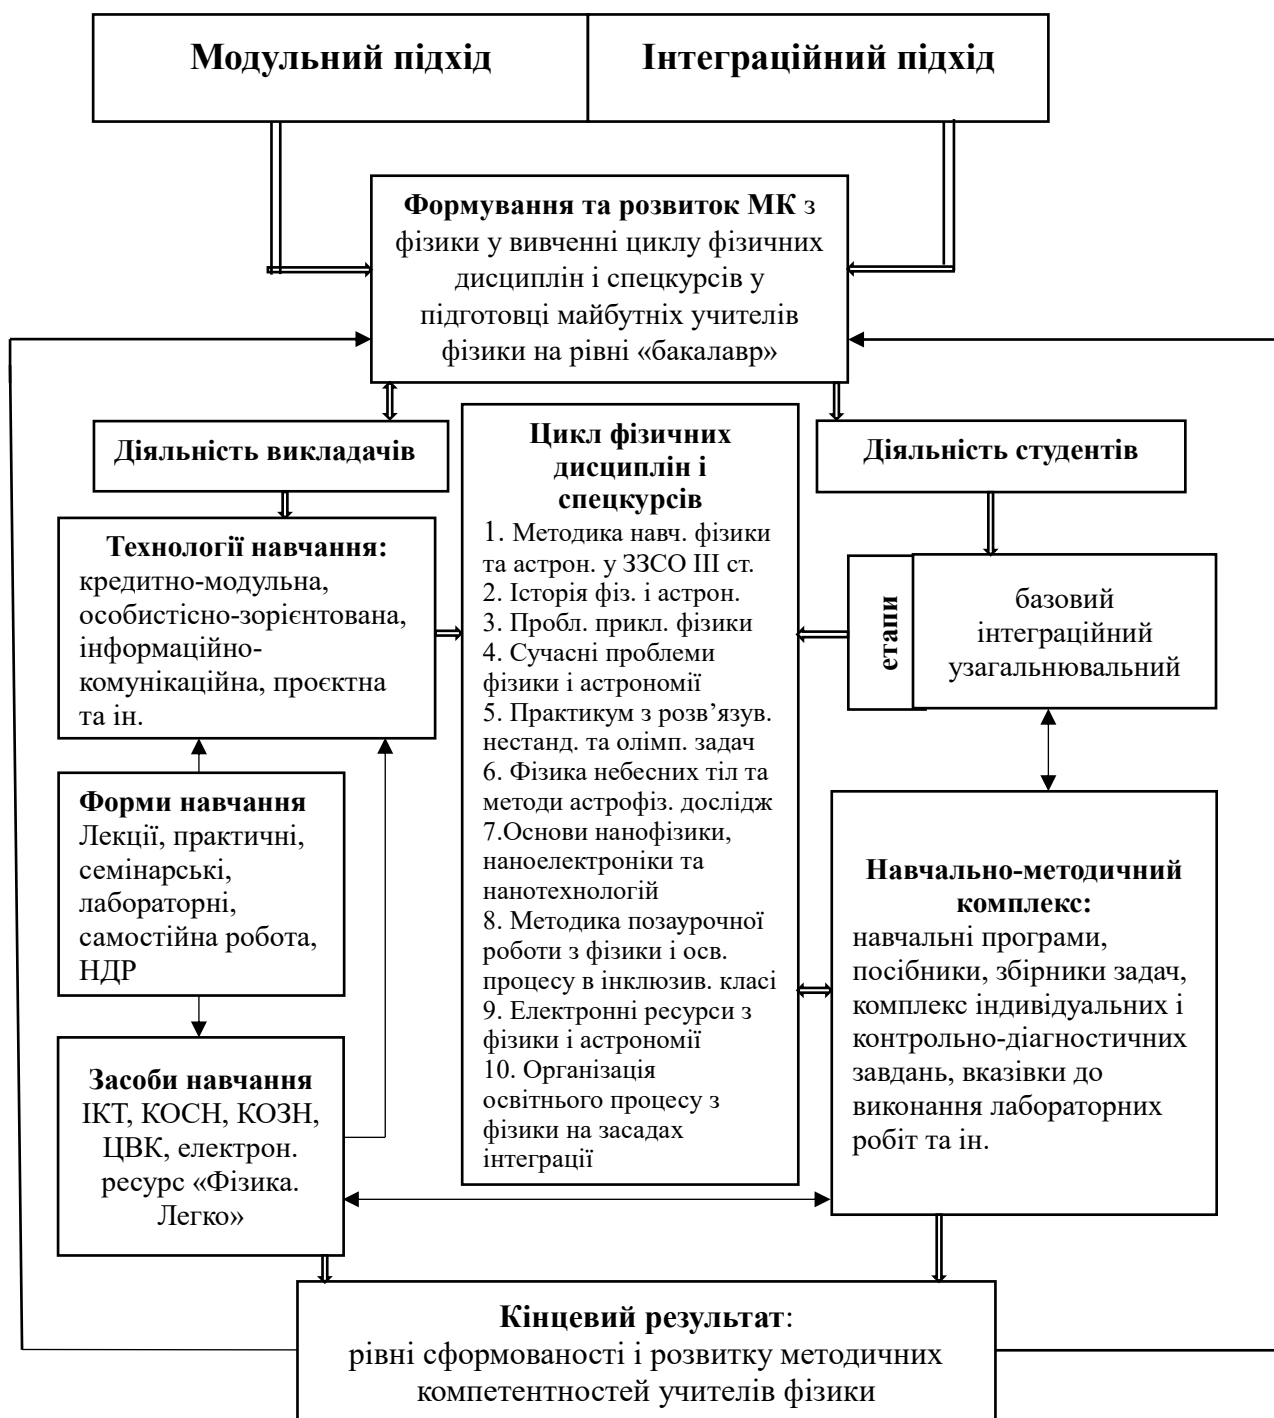 Модульний підхід
Інтеграційний підхід
Формування та розвиток МК з
фізики у вивченні циклу фізичних
дисциплін і спецкурсів у
підготовці майбутніх учителів
фізики на рівні «бакалавр»
Діяльність викладачів
Технології навчання:
кредитно-модульна,
особистісно-зорієнтована,
інформаційно-
комунікаційна, проєктна
та ін.
Форми навчання
Лекції, практичні,
семінарські,
лабораторні,
самостійна робота,
НДР
Засоби навчання
ІКТ, КОСН, КОЗН,
ЦВК, електрон.
ресурс «Фізика.
Легко»
Цикл фізичних
дисциплін і
спецкурсів
1. Методика навч. фізики
та астрон. у ЗЗСО ІІІ ст.
2. Історія фіз. і астрон.
3. Пробл. прикл. фізики
4. Сучасні проблеми
фізики і астрономії
5. Практикум з розв’язув.
нестанд. та олімп. задач
6. Фізика небесних тіл та
методи астрофіз. дослідж
7.Основи нанофізики,
наноелектроніки та
нанотехнологій
8. Методика позаурочної
роботи з фізики і осв.
процесу в інклюзив. класі
9. Електронні ресурси з
фізики і астрономії
10. Організація
освітнього процесу з
фізики на засадах
інтеграції
Діяльність студентів
етапи
базовий
інтеграційний
узагальнювальний
Навчально-методичний
комплекс:
навчальні програми,
посібники, збірники задач,
комплекс індивідуальних і
контрольно-діагностичних
завдань, вказівки до
виконання лабораторних
робіт та ін.
Кінцевий результат:
рівні сформованості і розвитку методичних
компетентностей учителів фізики